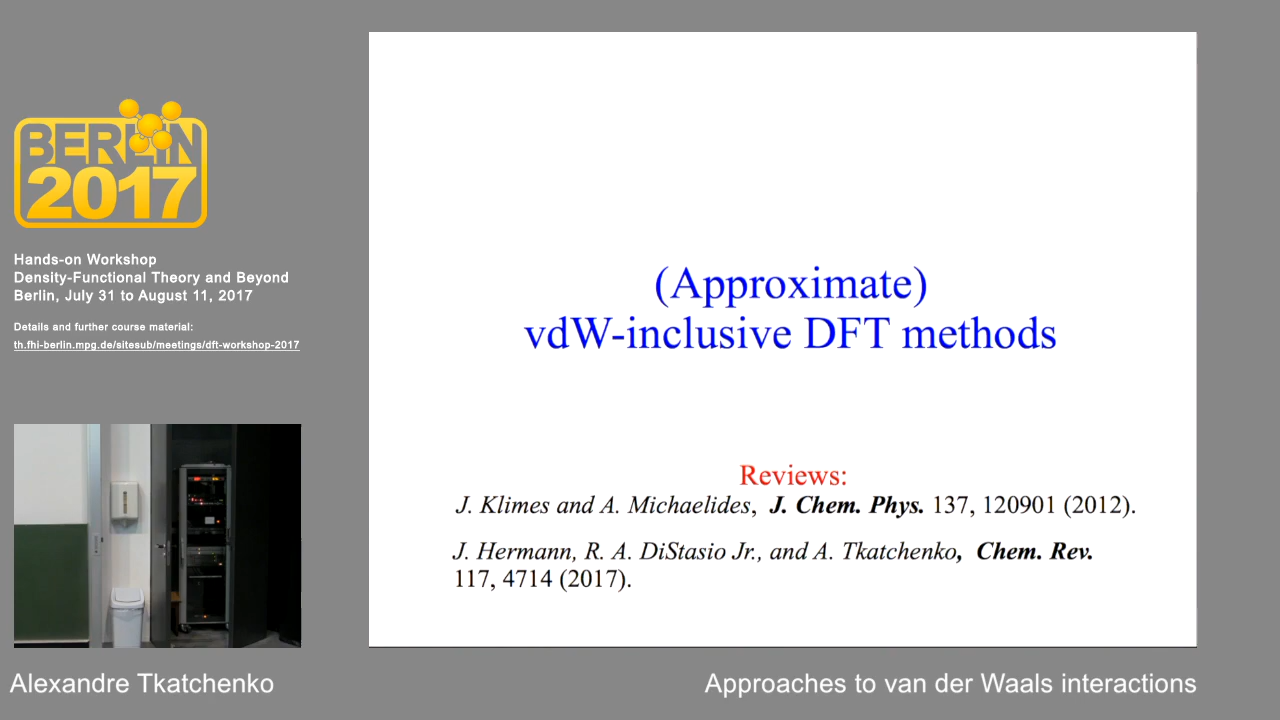 BERLIN
2017
Hands-on Workshop
Density-Functional Theory and Beyond
Berlin, July 31 to August 11, 2017
Details and further course material:
th.fhi-berlin.mpg.de/sitesub/meetings/dft-workshop-2017
(Approximate)
vdW-inclusive DFT methods
Reviews:
J. Klimes and A. Michaelides, J. Chem. Phys. 137, 120901 (2012).
J. Hermann, R. A. DiStasio Jr., and A. Tkatchenko, Chem. Rev.
117, 4714 (2017).
Alexandre Tkatchenko
Approaches to van der Waals interactions